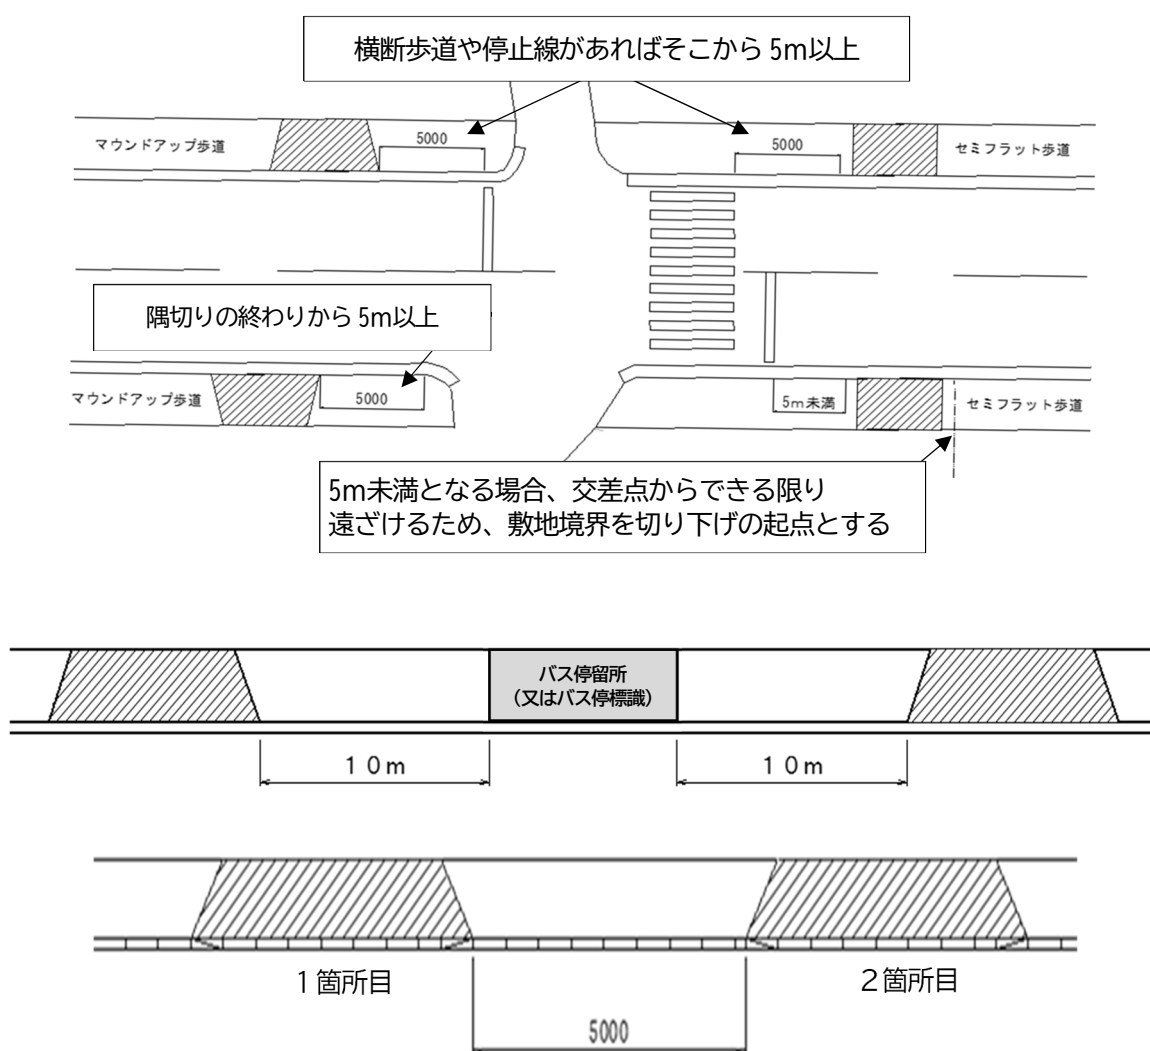 横断歩道や停止線があればそこから 5m以上
マウンドアップ歩道
5000
5000
セミフラット歩道
隅切りの終わりから 5m以上
マウンドアップ歩道
5000
5m未満
セミフラット歩道
5m未満となる場合、交差点からできる限り
遠ざけるため、敷地境界を切り下げの起点とする
バス停留所
(又はバス停標識)
10m
10m
1箇所目
2箇所目
5000